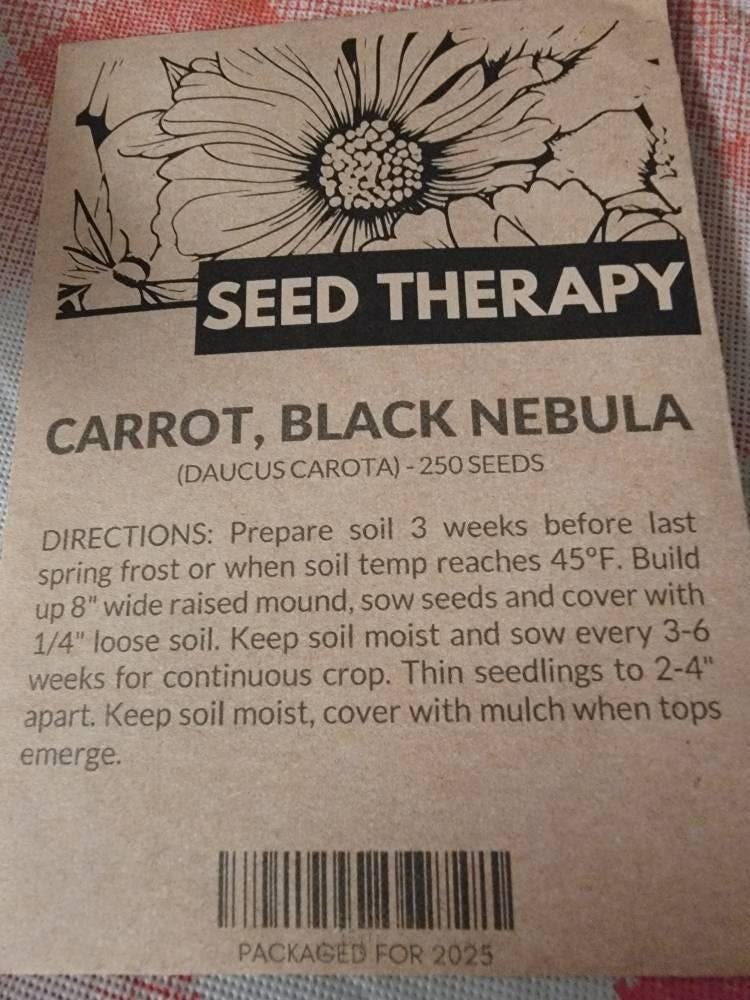 SEED THERAPY
CARROT, BLACK NEBULA
(DAUCUS CAROTA) - 250 SEEDS
DIRECTIONS: Prepare soil 3 weeks before last
spring frost or when soil temp reaches 45°F. Build
up 8" wide raised mound, sow seeds and cover with
1/4" loose soil. Keep soil moist and sow every 3-6
weeks for continuous crop. Thin seedlings to 2-4"
apart. Keep soil moist, cover with mulch when tops
emerge.
PACKAGED FOR 2025